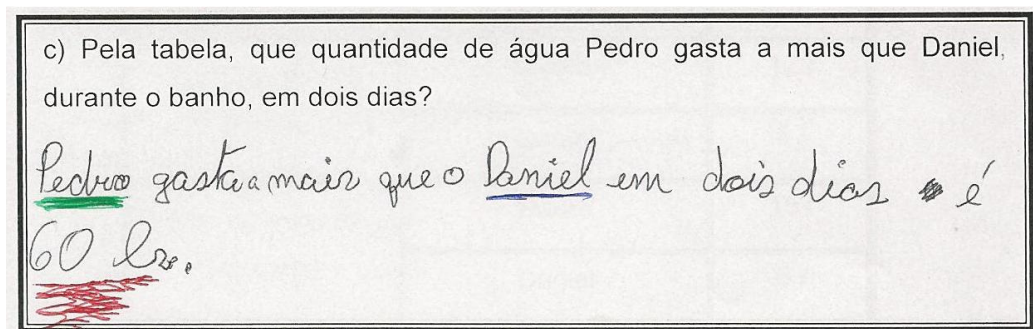 c) Pela tabela, que quantidade de água Pedro gasta a mais que Daniel,
durante o banho, em dois dias?
Pedro gasta a mais que o Daniel em dois dias é
60